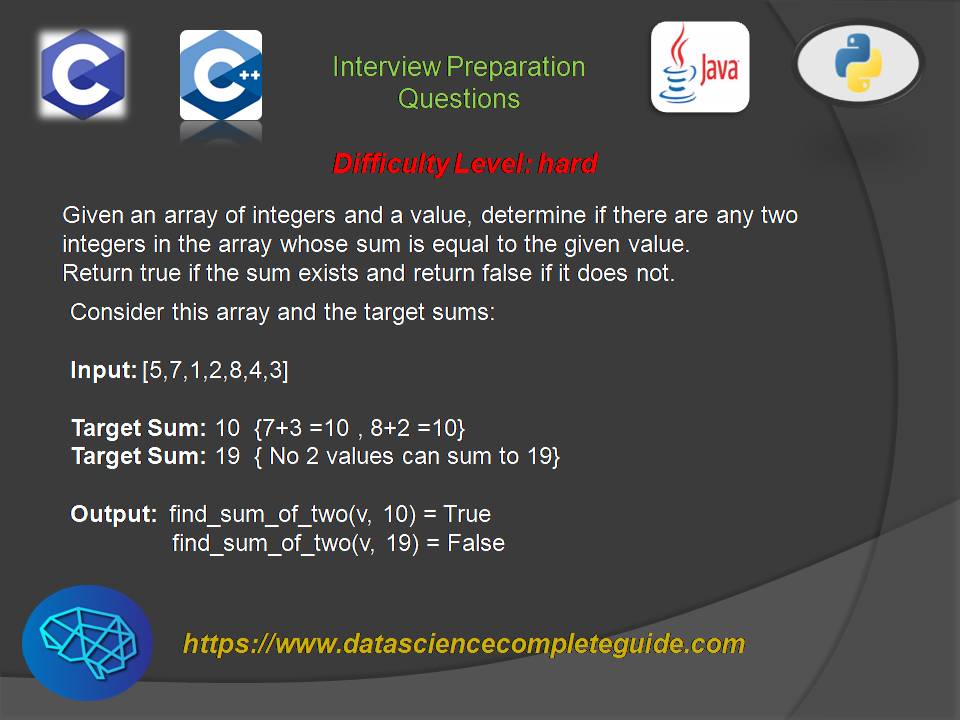 C
C++
Interview Preparation
Questions
Java
Difficulty Level: hard
Given an array of integers and a value, determine if there are any two
integers in the array whose sum is equal to the given value.
Return true if the sum exists and return false if it does not.
Consider this array and the target sums:
Input: [5,7,1,2,8,4,3]
Target Sum: 10 {7+3 =10 , 8+2 =10}
Target Sum: 19 { No 2 values can sum to 19}
Output: find_sum_of_two(v, 10) = True
find_sum_of_two(v, 19) = False
https://www.datasciencecompleteguide.com